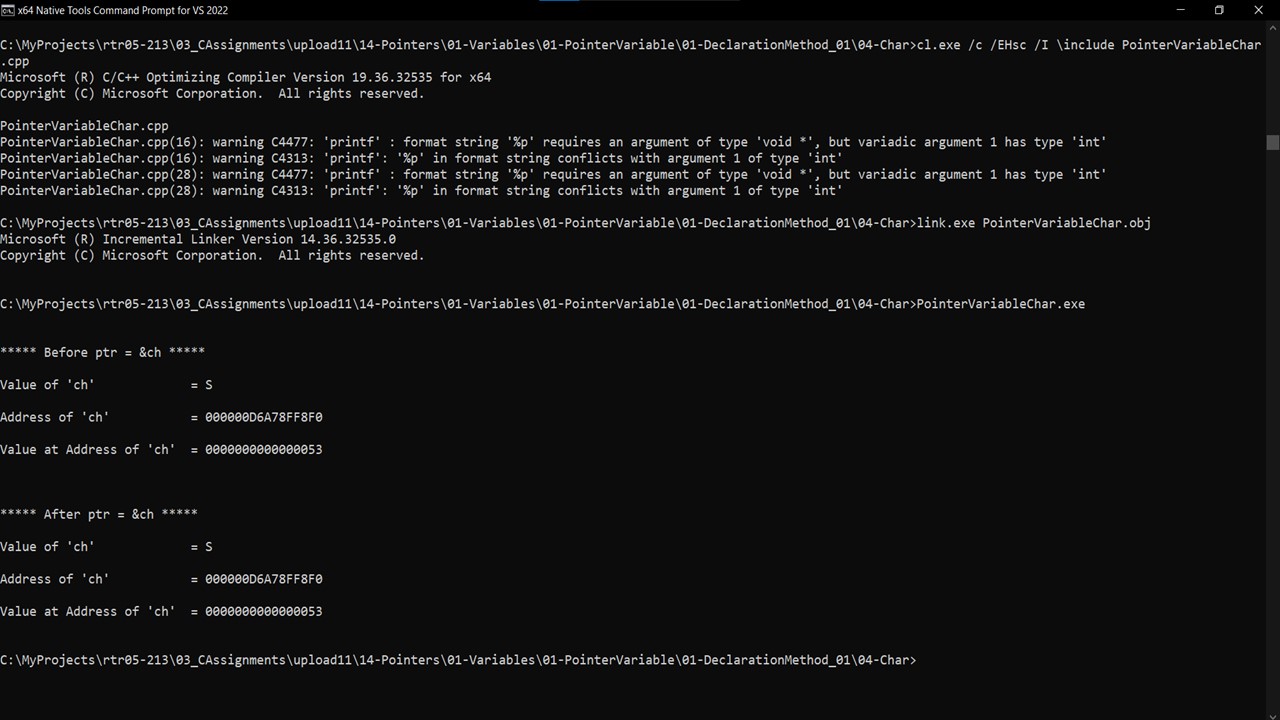 x64 Native Tools Command Prompt for VS 2022
C:\MyProjects\rtr05-213\03_CAssignments\upload11\14-Pointers\01-Variables\01-PointerVariable\01-DeclarationMethod_01\04-Char>cl.exe /c /EHsc /I \include PointerVariableChar
.cpp
Microsoft (R) C/C++ Optimizing Compiler Version 19.36.32535 for x64
Copyright (C) Microsoft Corporation.  All rights reserved.
PointerVariableChar.cpp
PointerVariableChar.cpp(16): warning C4477: 'printf' : format string '%p' requires an argument of type 'void *', but variadic argument 1 has type 'int'
PointerVariableChar.cpp(16): warning C4313: 'printf': '%p' in format string conflicts with argument 1 of type 'int'
PointerVariableChar.cpp(28): warning C4477: 'printf' : format string '%p' requires an argument of type 'void *', but variadic argument 1 has type 'int'
PointerVariableChar.cpp(28): warning C4313: 'printf': '%p' in format string conflicts with argument 1 of type 'int'
C:\MyProjects\rtr05-213\03_CAssignments\upload11\14-Pointers\01-Variables\01-PointerVariable\01-DeclarationMethod_01\04-Char>link.exe PointerVariableChar.obj
Microsoft (R) Incremental Linker Version 14.36.32535.0
Copyright (C) Microsoft Corporation.  All rights reserved.
C:\MyProjects\rtr05-213\03_CAssignments\upload11\14-Pointers\01-Variables\01-PointerVariable\01-DeclarationMethod_01\04-Char>PointerVariableChar.exe
***** Before ptr = &ch *****
Value of 'ch'             = S
Address of 'ch'           = 000000D6A78FF8F0
Value at Address of 'ch'  = 0000000000000053
***** After ptr = &ch *****
Value of 'ch'             = S
Address of 'ch'           = 000000D6A78FF8F0
Value at Address of 'ch'  = 0000000000000053
C:\MyProjects\rtr05-213\03_CAssignments\upload11\14-Pointers\01-Variables\01-PointerVariable\01-DeclarationMethod_01\04-Char>